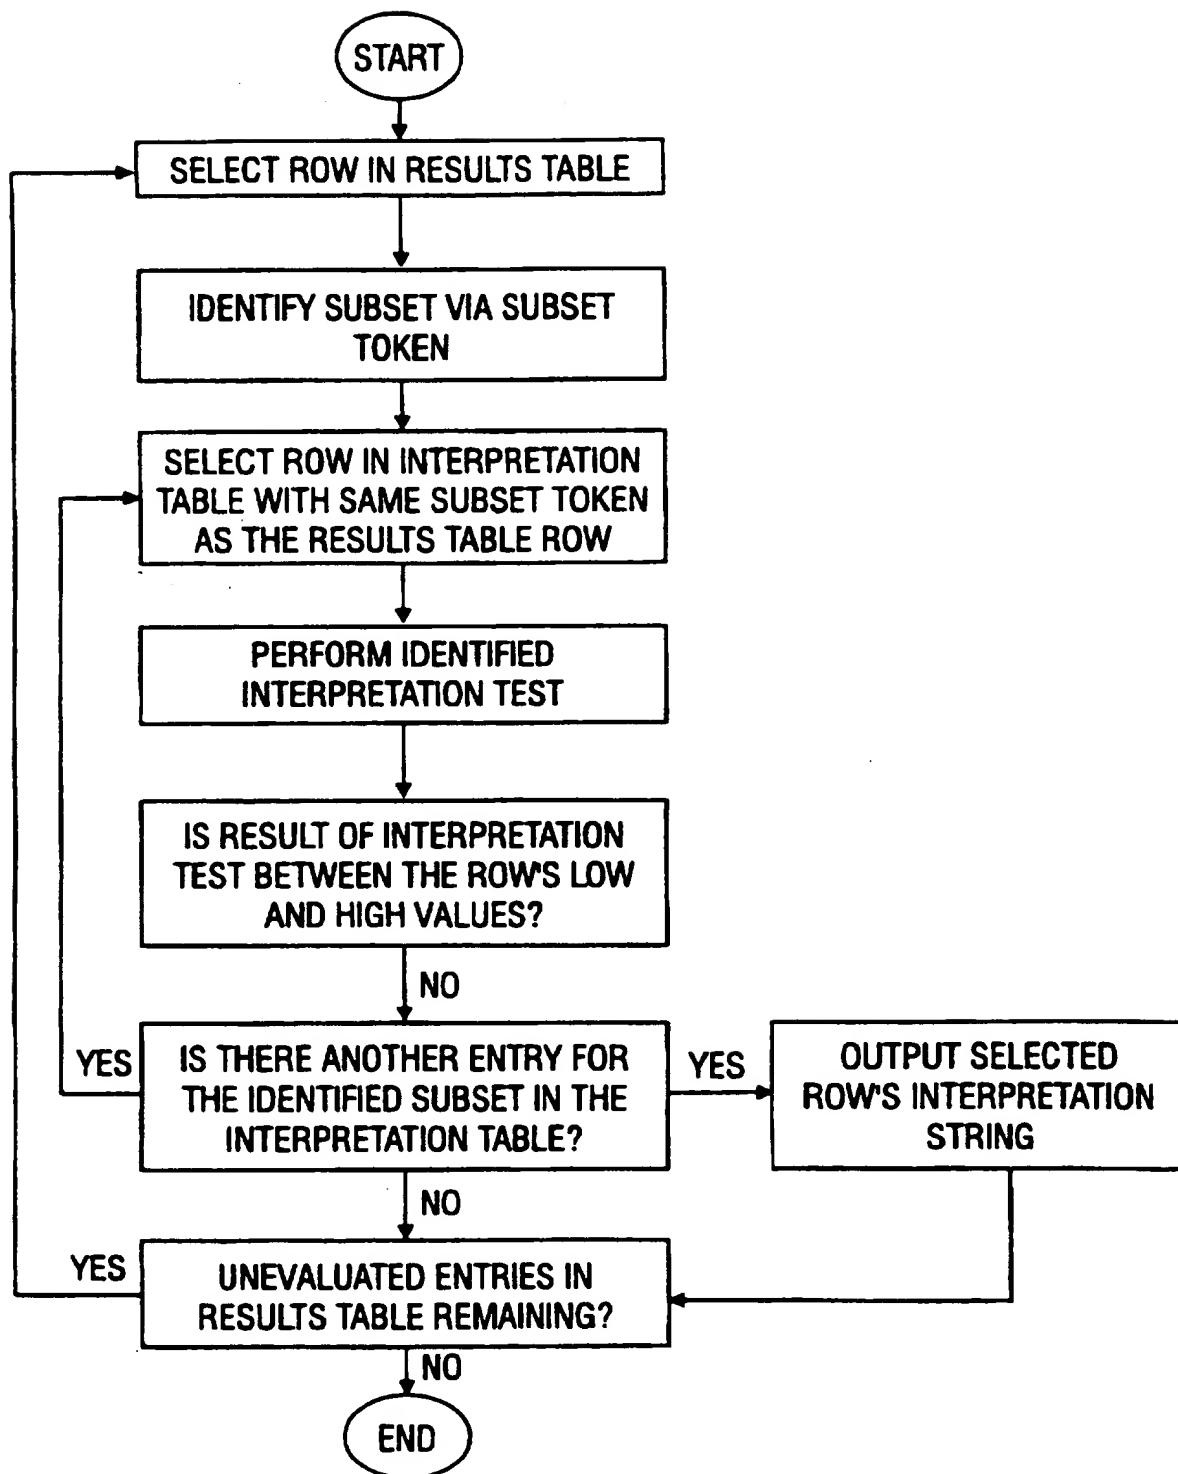 START
SELECT ROW IN RESULTS TABLE
IDENTIFY SUBSET VIA SUBSET
TOKEN
SELECT ROW IN INTERPRETATION
TABLE WITH SAME SUBSET TOKEN
AS THE RESULTS TABLE ROW
PERFORM IDENTIFIED
INTERPRETATION TEST
IS RESULT OF INTERPRETATION
TEST BETWEEN THE ROW'S LOW
AND HIGH VALUES?
NO
YES
IS THERE ANOTHER ENTRY FOR
THE IDENTIFIED SUBSET IN THE
INTERPRETATION TABLE?
YES
OUTPUT SELECTED
ROW'S INTERPRETATION
STRING
NO
YES
UNEVALUATED ENTRIES IN
RESULTS TABLE REMAINING?
NO
END